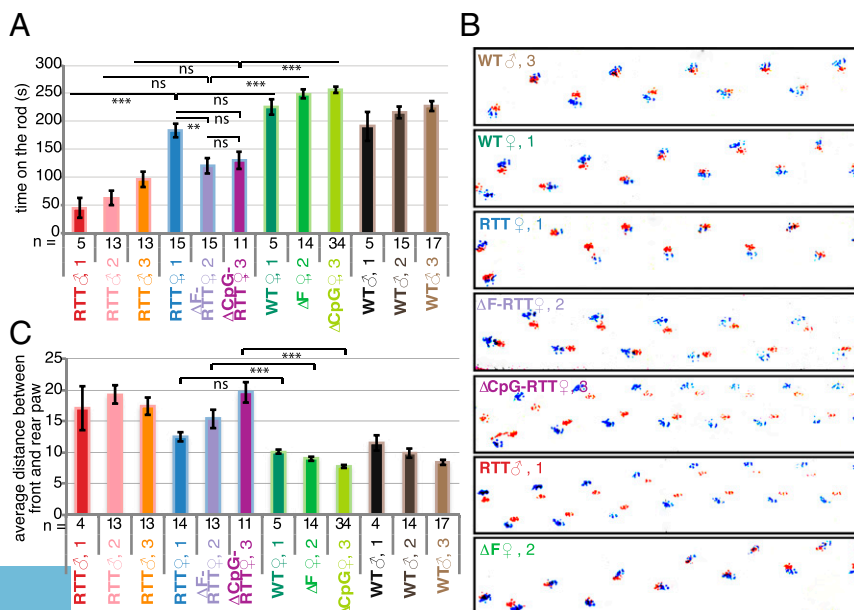 A
time on the rod (s)
300
250
200
150
100
50
0
ns
***
ns
***
***
ns
**
ns
n = 5 13 13 15 15 11 5 14 34 5 15 17
RTT♂, 1
RTT♂, 2
RTT♂, 3
RTT♀, 1
ΔF-
RTT♀, 2
ΔCpG-
RTT♀, 3
WT♀, 1
ΔF ♀, 2
ΔCpG♀, 3
WT♂, 1
WT♂, 2
WT♂, 3
B
WT♂, 3
WT♀, 1
RTT♀, 1
ΔF-RTT♀, 2
ΔCpG-RTT♀, 3
RTT♂, 1
ΔF♀, 2
C
average distance between
front and rear paw
25
20
15
10
5
0
***
***
ns
n = 4 13 13 14 13 11 5 14 34 4 14 17
RTT♂, 1
RTT♂, 2
RTT♂, 3
RTT♀, 1
ΔF-
RTT♀, 2
ΔCpG-
RTT♀, 3
WT♀, 1
ΔF ♀, 2
ΔCpG♀, 3
WT♂, 1
WT♂, 2
WT♂, 3